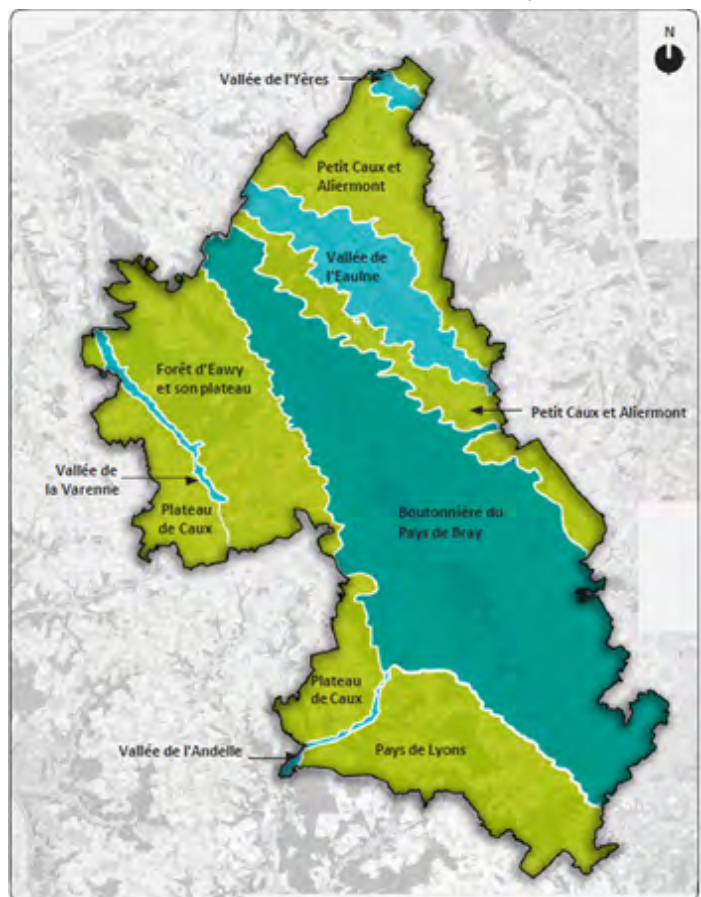 N
Vallée de l'Yères
Petit Caux et
Aliermont
Vallée de
l'Eaulne
Forêt d'Eawy
et son plateau
Petit Caux et Aliermont
Vallée de
la Varenne
Plateau
de Caux
Boutonnière du
Pays de Bray
Plateau
de Caux
Vallée de l'Andelle
Pays de Lyons